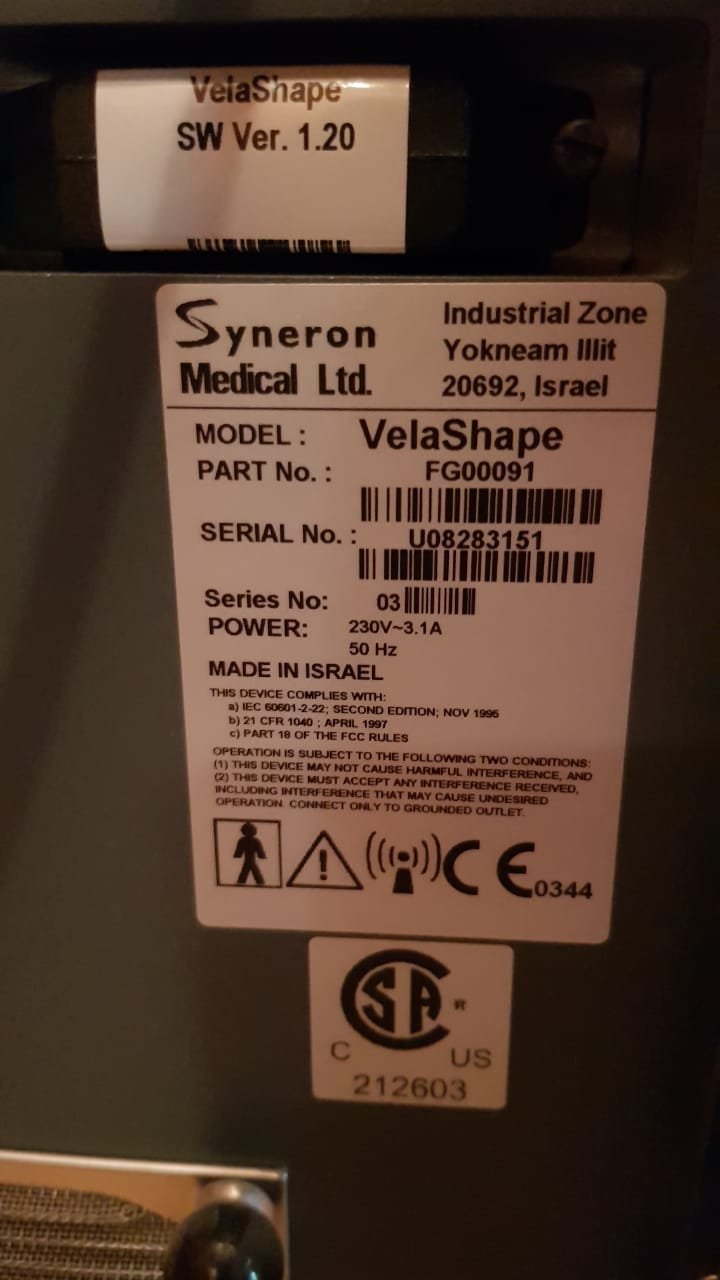 VelaShape
SW Ver. 1.20
Syneron
Medical Ltd.
Industrial Zone
Yokneam Illit
20692, Israel
MODEL : VelaShape
PART No. : FG00091
SERIAL No. : U08283151
Series No: 03
POWER: 230V~3.1A
50 Hz
MADE IN ISRAEL
THIS DEVICE COMPLIES WITH:
a) IEC 60601-2-22; SECOND EDITION; NOV 1995
b) 21 CFR 1040 ; APRIL 1997
c) PART 18 OF THE FCC RULES
OPERATION IS SUBJECT TO THE FOLLOWING TWO CONDITIONS:
(1) THIS DEVICE MAY NOT CAUSE HARMFUL INTERFERENCE, AND
(2) THIS DEVICE MUST ACCEPT ANY INTERFERENCE RECEIVED,
INCLUDING INTERFERENCE THAT MAY CAUSE UNDESIRED
OPERATION. CONNECT ONLY TO GROUNDED OUTLET.
CE 0344
CSA R
C US
212603